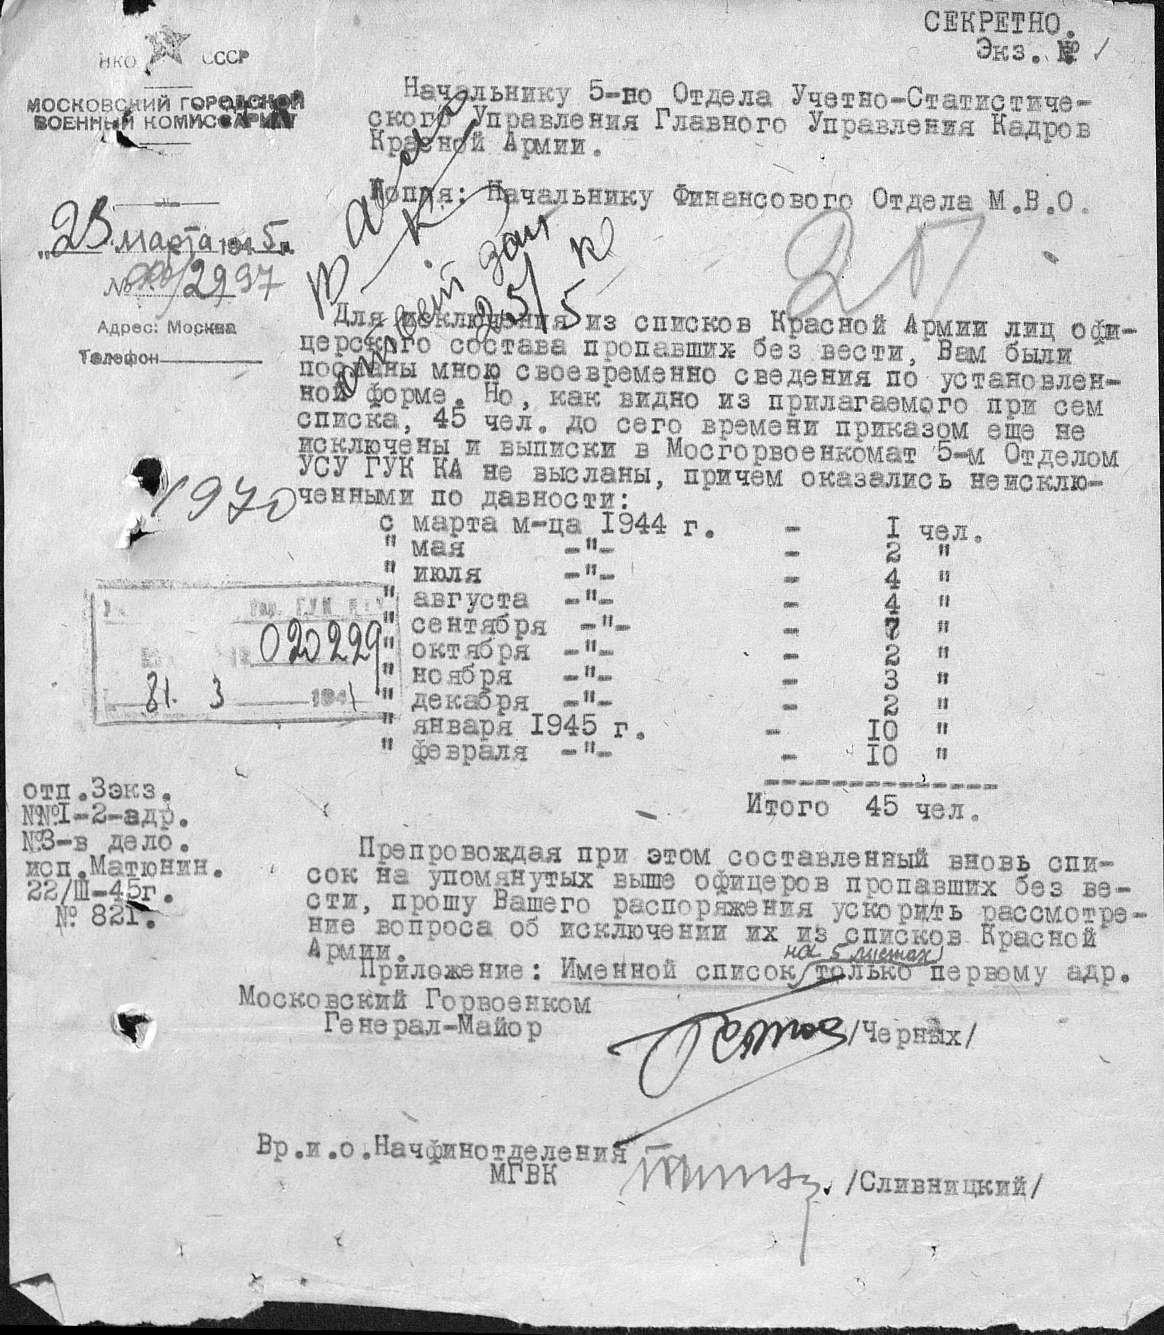 СЕКРЕТНО.
Экз. № 1
НКО СССР
МОСКОВСКИЙ ГОРОДСКОЙ
ВОЕННЫЙ КОМИССАРИАТ
"23" марта 1945 г.
№ /2997
Адрес: Москва
Телефон
Начальнику 5-по Отдела Учетно-Статистиче-
ского Управления Главного Управления Кадров
Красной Армии.
Копия: Начальнику Финансового Отдела М.В.О.
25/5
Для исключения из списков Красной Армии лиц офи-
церского состава пропавших без вести, Вам были
посланы мною своевременно сведения по установлен-
ной форме. Но, как видно из прилагаемого при сем
списка, 45 чел. до сего времени приказом еще не
исключены и выписки в Мосгорвоенкомат 5-м Отделом
УСУ ГУК КА не высланы, причем оказались неисклю-
ченными по давности:
1970
с марта м-ца 1944 г. - I чел.
" мая -"- - 2 "
" июля -"- - 4 "
" августа -"- - 4 "
" сентября -"- - 7 "
" октября -"- - 2 "
" ноября -"- - 3 "
" декабря -"- - 2 "
" января 1945 г. - 10 "
" февраля -"- - 10 "
Итого 45 чел.
ГУК
020229
31. 3 194
отп.3экз.
№№I-2-адр.
№3-в дело.
исп.Матюнин.
22/Ш-45г.
№ 821.
Препровождая при этом составленный вновь спи-
сок на упомянутых выше офицеров пропавших без ве-
сти, прошу Вашего распоряжения ускорить рассмотре-
ние вопроса об исключении их из списков Красной
Армии.
на 5 листах
Приложение: Именной список только первому адр.
Московский Горвоенком
Генерал-Майор /Черных/
Вр.и.о.Начфинотделения
МГВК /Сливницкий/